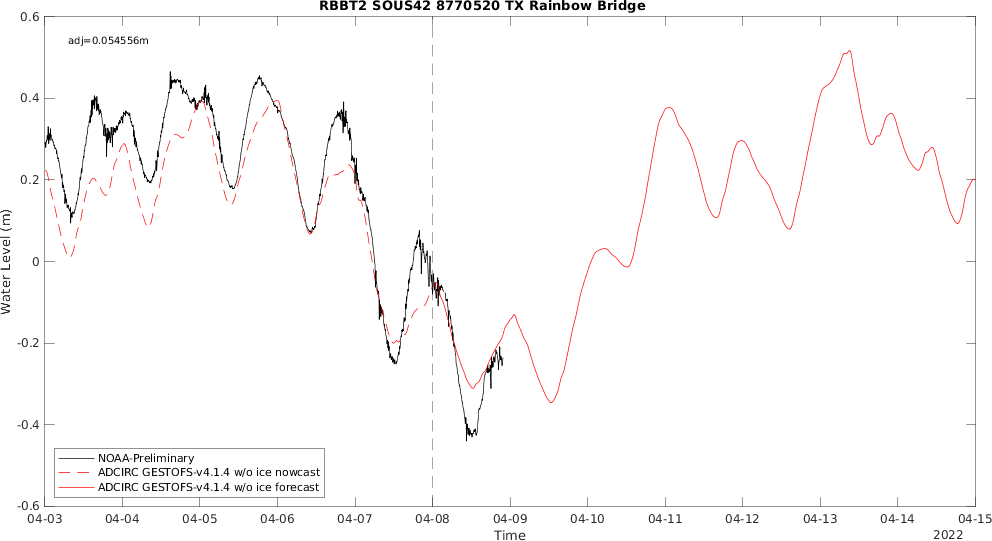 RBBT2 SOUS42 8770520 TX Rainbow Bridge
adj=0.054556m
0.6
0.4
0.2
0
-0.2
-0.4
-0.6
Water Level (m)
NOAA-Preliminary
ADCIRC GESTOFS-v4.1.4 w/o ice nowcast
ADCIRC GESTOFS-v4.1.4 w/o ice forecast
04-03 04-04 04-05 04-06 04-07 04-08 04-09 04-10 04-11 04-12 04-13 04-14 04-15
Time
2022